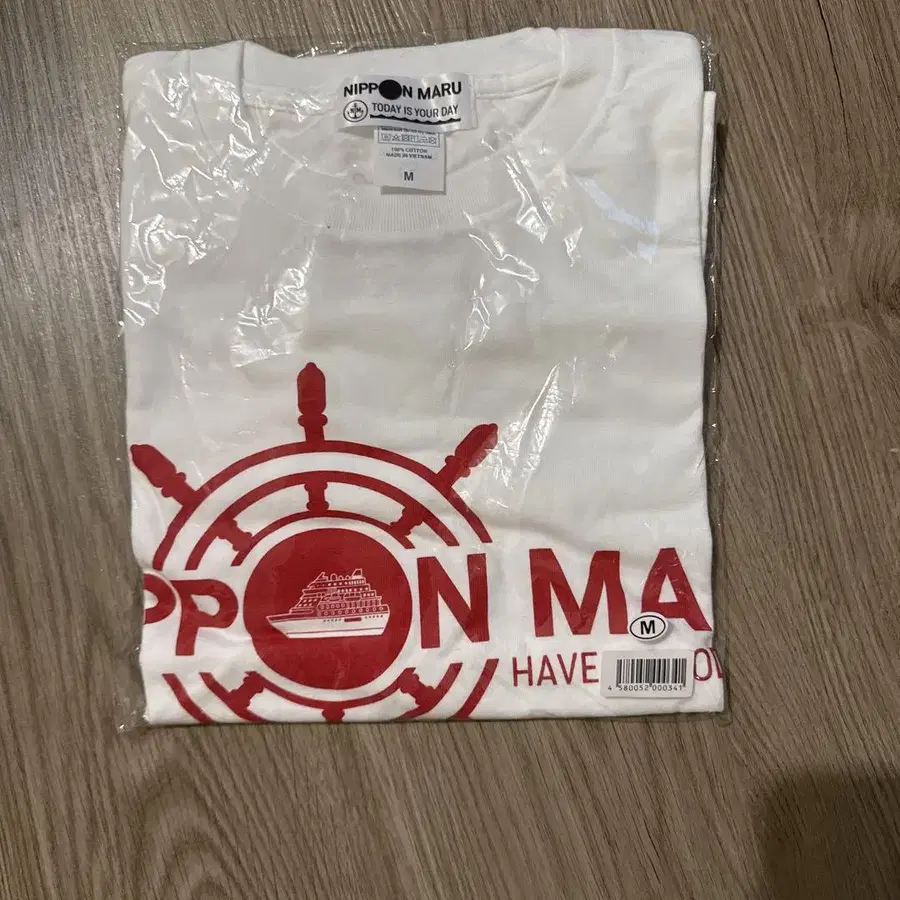 NIPPON MARU
TODAY IS YOUR DAY
100% COTTON
MADE IN VIETNAM
M
PPON MA
M
HAVE
4 580052 000341